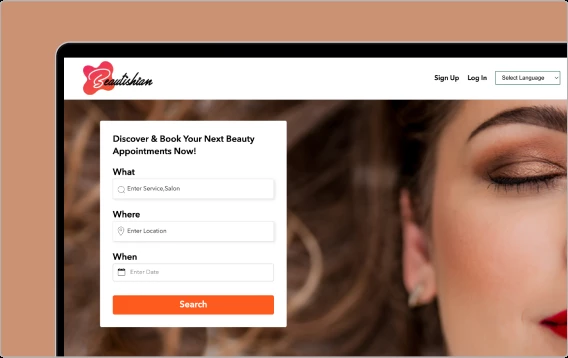 Beautishian
Sign Up Log In Select Language
Discover & Book Your Next Beauty
Appointments Now!
What
Enter Service,Salon
Where
Enter Location
When
Enter Date
Search